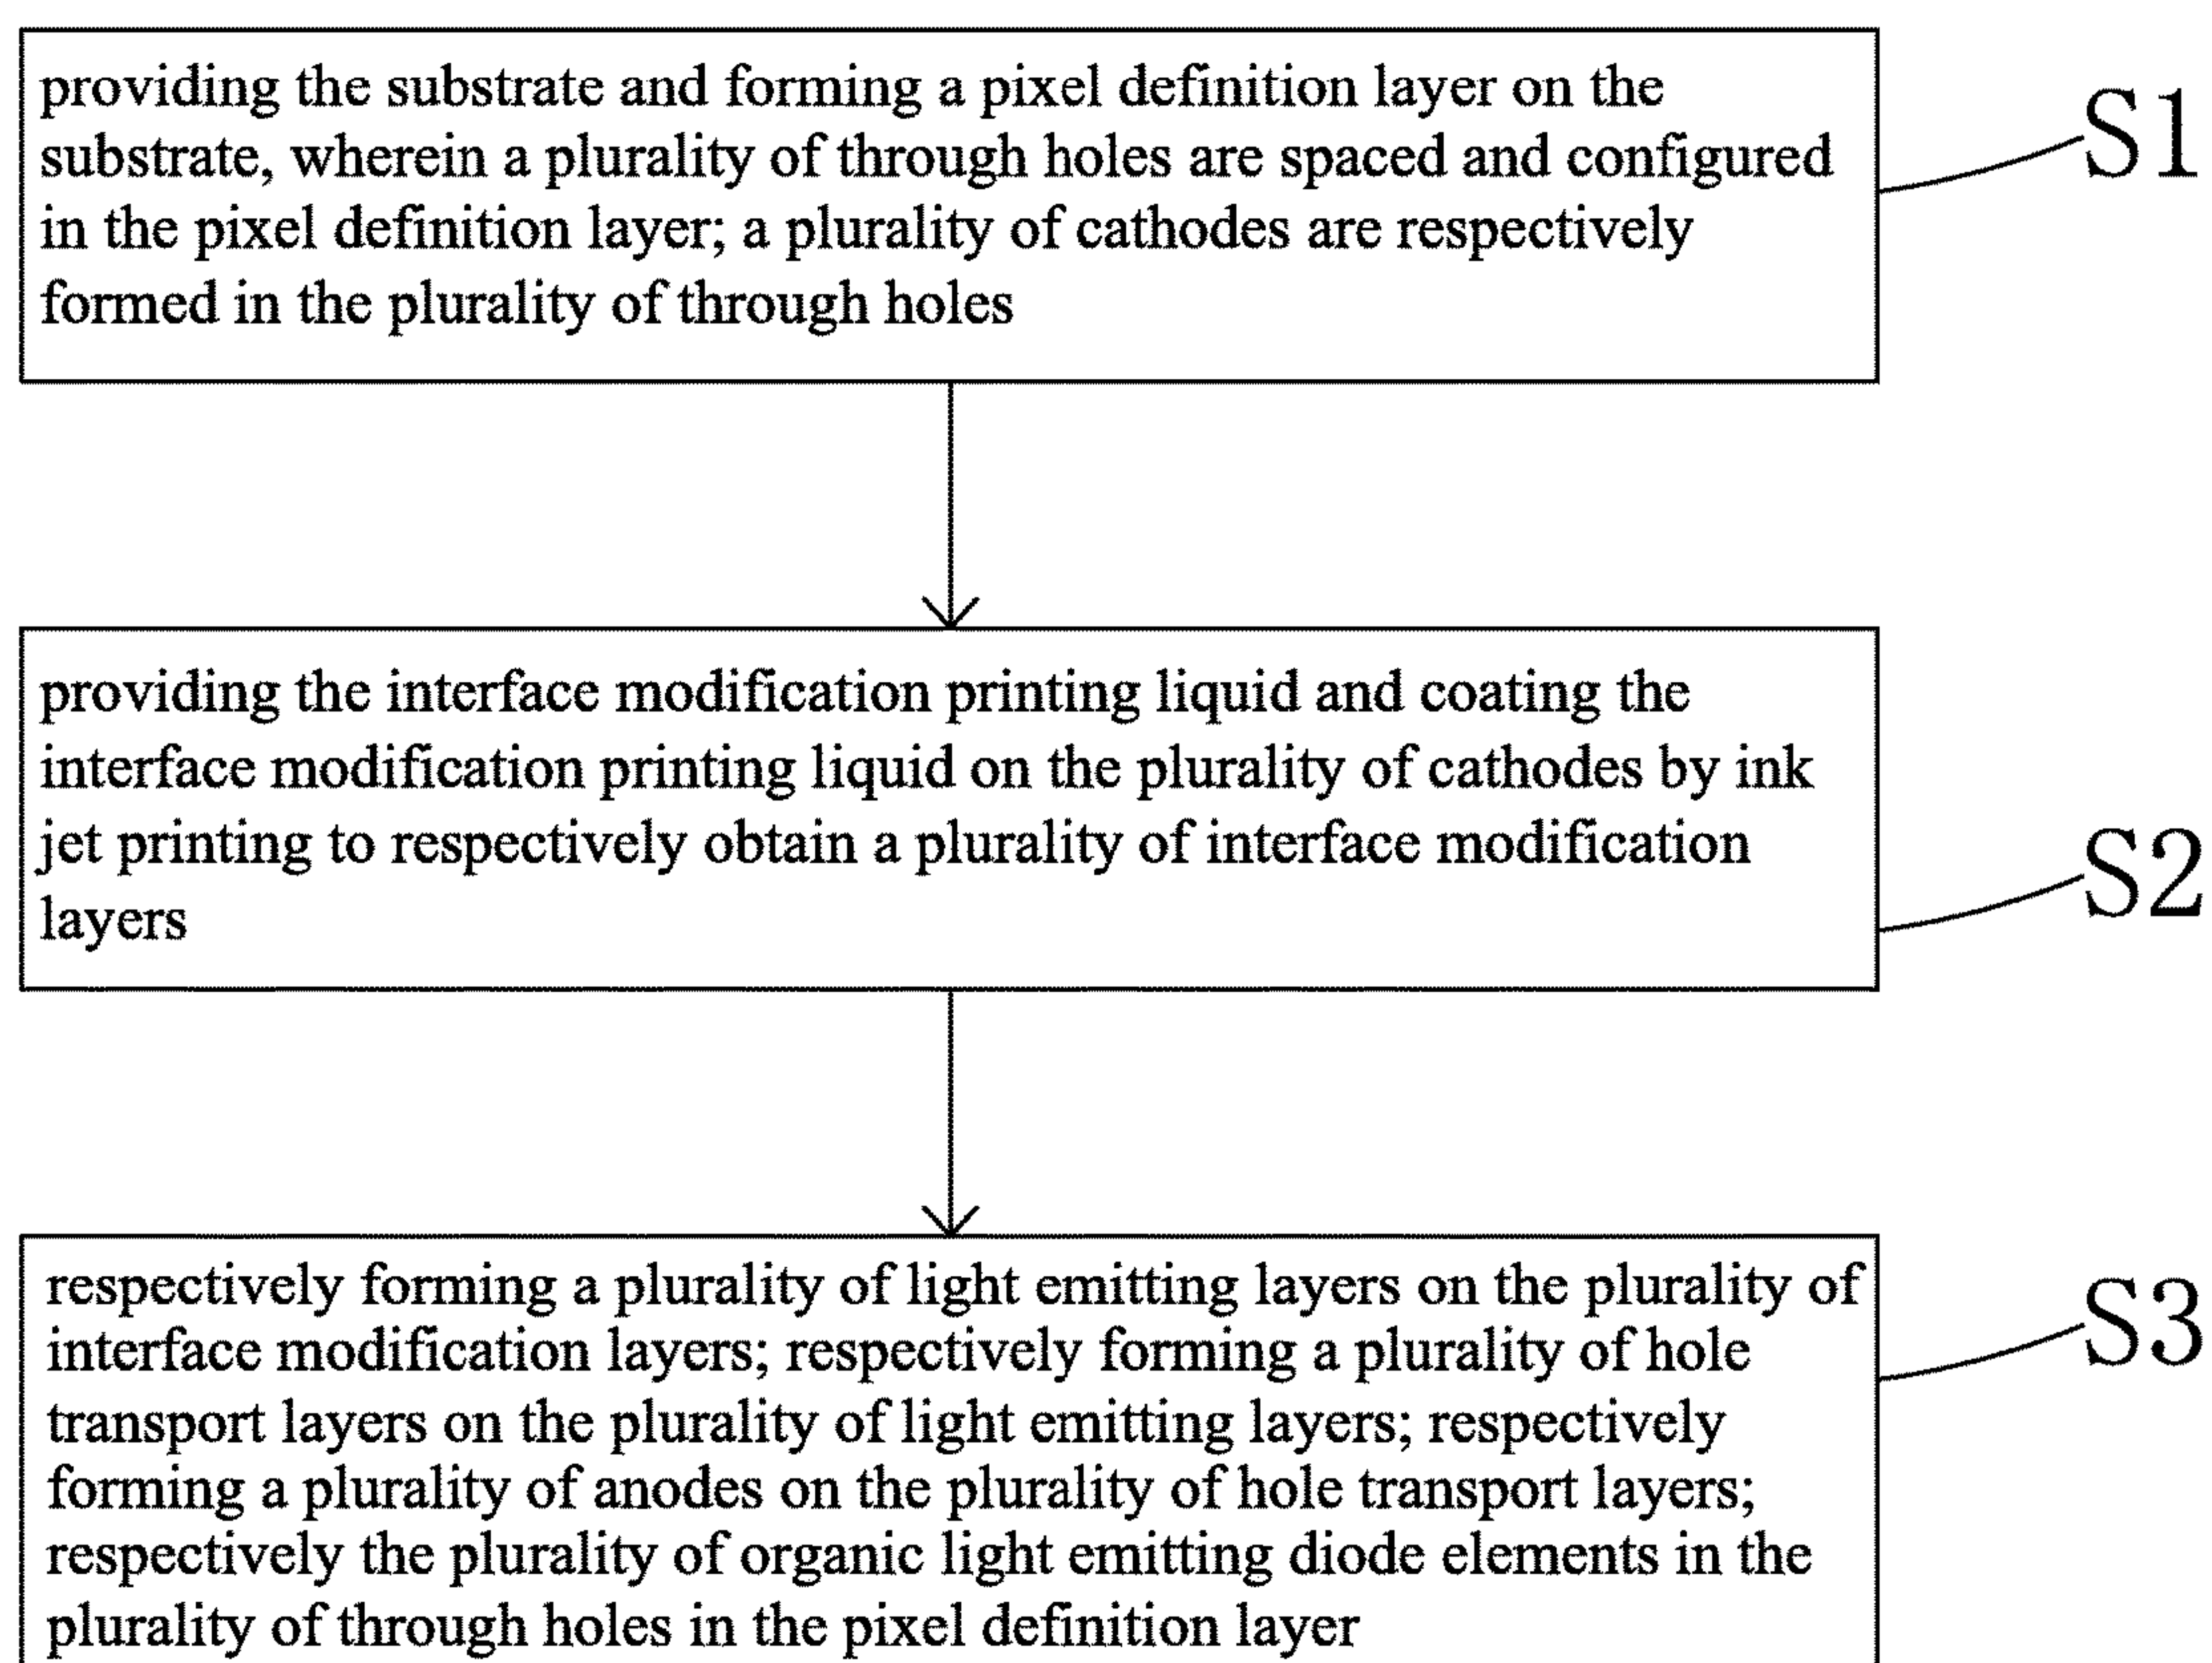 providing the substrate and forming a pixel definition layer on the
substrate, wherein a plurality of through holes are spaced and configured
in the pixel definition layer; a plurality of cathodes are respectively
formed in the plurality of through holes
S1
providing the interface modification printing liquid and coating the
interface modification printing liquid on the plurality of cathodes by ink
jet printing to respectively obtain a plurality of interface modification
layers
S2
respectively forming a plurality of light emitting layers on the plurality of
interface modification layers; respectively forming a plurality of hole
transport layers on the plurality of light emitting layers; respectively
forming a plurality of anodes on the plurality of hole transport layers;
respectively the plurality of organic light emitting diode elements in the
plurality of through holes in the pixel definition layer
S3